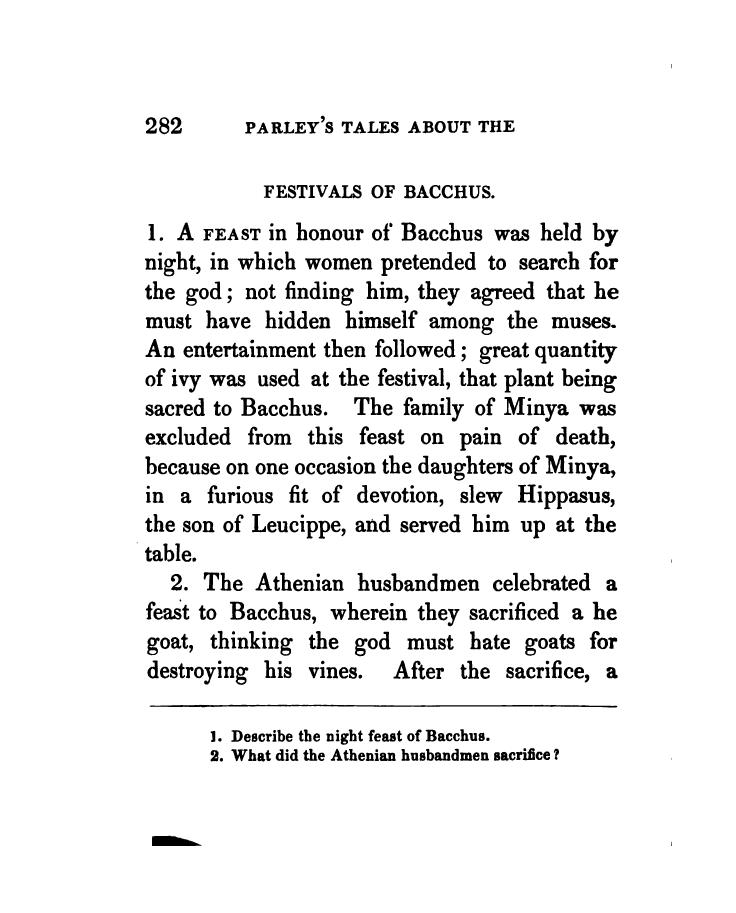 282 PARLEY'S TALES ABOUT THE
FESTIVALS OF BACCHUS.
1. A FEAST in honour of Bacchus was held by
night, in which women pretended to search for
the god; not finding him, they agreed that he
must have hidden himself among the muses.
An entertainment then followed; great quantity
of ivy was used at the festival, that plant being
sacred to Bacchus. The family of Minya was
excluded from this feast on pain of death,
because on one occasion the daughters of Minya,
in a furious fit of devotion, slew Hippasus,
the son of Leucippe, and served him up at the
table.
2. The Athenian husbandmen celebrated a
feast to Bacchus, wherein they sacrificed a he
goat, thinking the god must hate goats for
destroying his vines. After the sacrifice, a
1. Describe the night feast of Bacchus.
2. What did the Athenian husbandmen sacrifice?